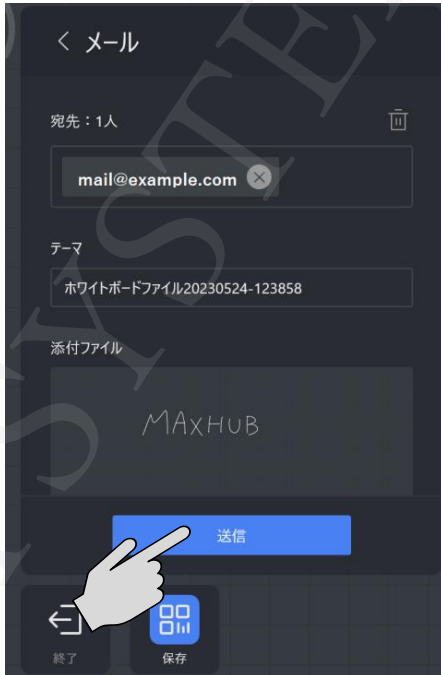 メール
宛先：1人
mail@example.com
テーマ
ホワイトボードファイル20230524-123858
添付ファイル
MAXHUB
送信
終了
保存